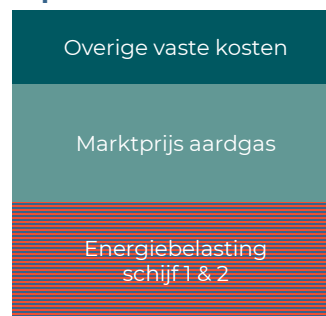 Overige vaste kosten
Marktprijs aardgas
Energiebelasting
schijf 1 & 2